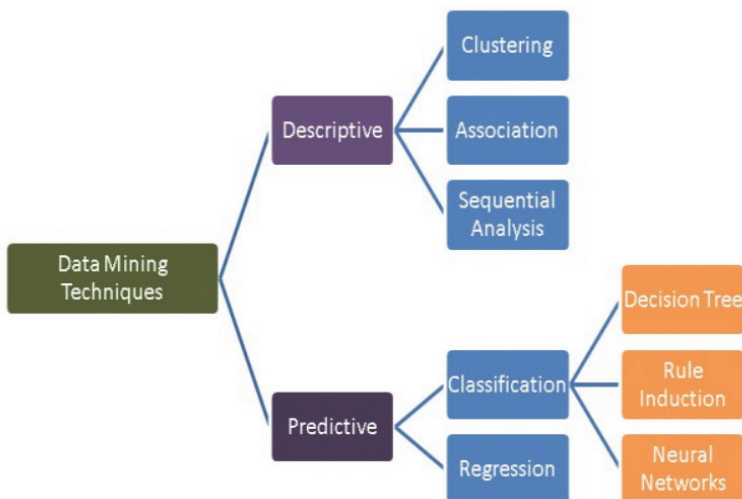 Clustering
Descriptive
Association
Sequential
Analysis
Data Mining
Techniques
Decision Tree
Classification
Rule
Induction
Predictive
Regression
Neural
Networks